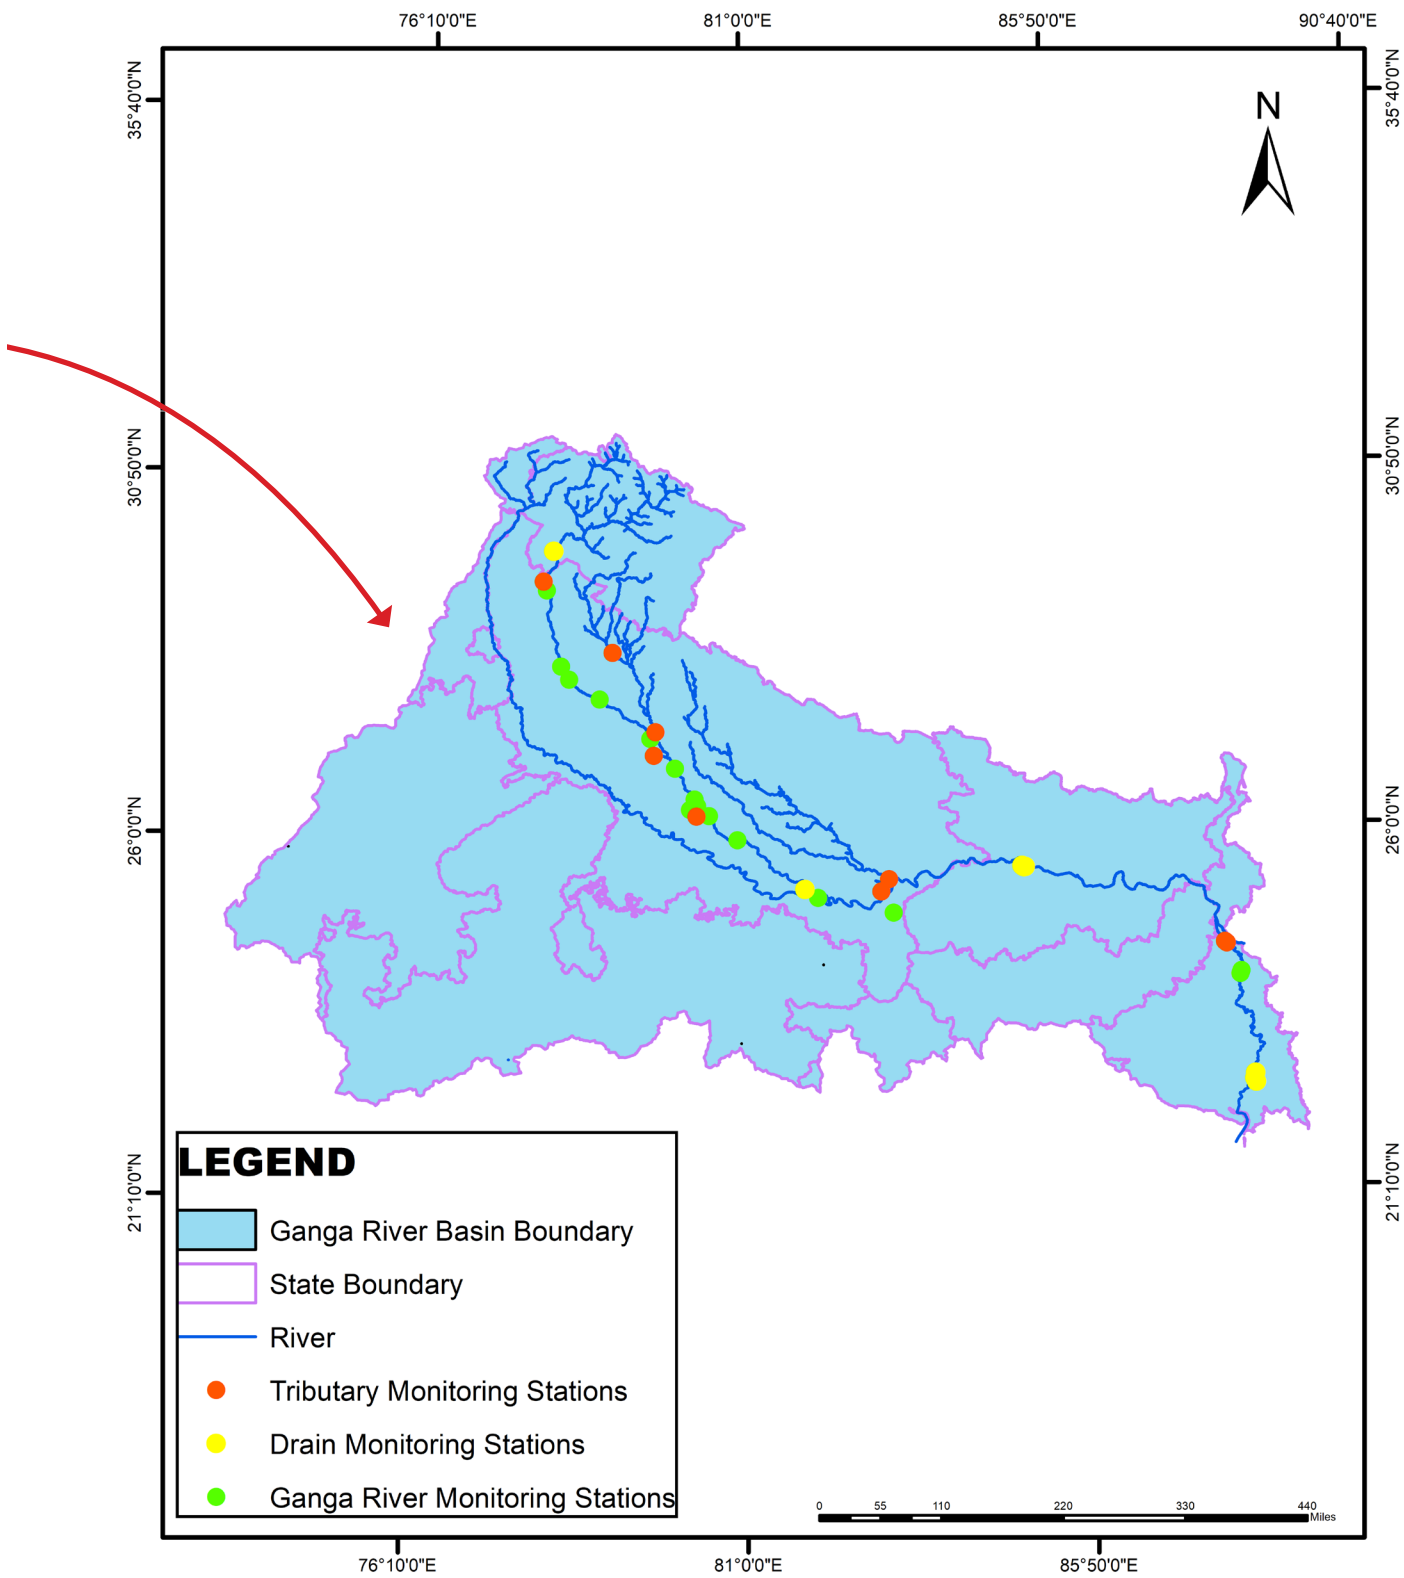 76°10'0"E
81°0'0"E
85°50'0"E
90°40'0"E
35°40'0"N
35°40'0"N
N
30°50'0"N
30°50'0"N
26°0'0"N
26°0'0"N
21°10'0"N
21°10'0"N
LEGEND
Ganga River Basin Boundary
State Boundary
River
Tributary Monitoring Stations
Drain Monitoring Stations
Ganga River Monitoring Stations
0 55 110 220 330 440
Miles
76°10'0"E
81°0'0"E
85°50'0"E